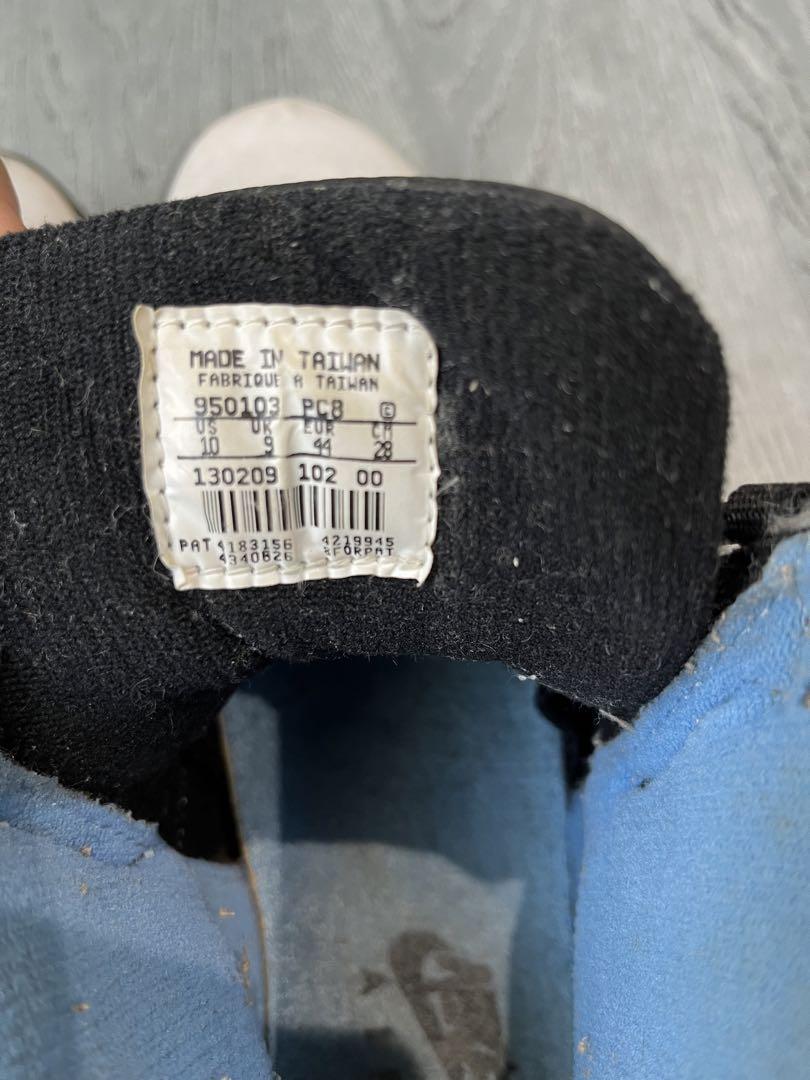 MADE IN TAIWAN
FABRIQUE A TAIWAN
950103 PC8 ©
US UK EUR CM
10 9 44 28
130209 102 00
PAT 4183156 4219945
4340626 &FORPAT